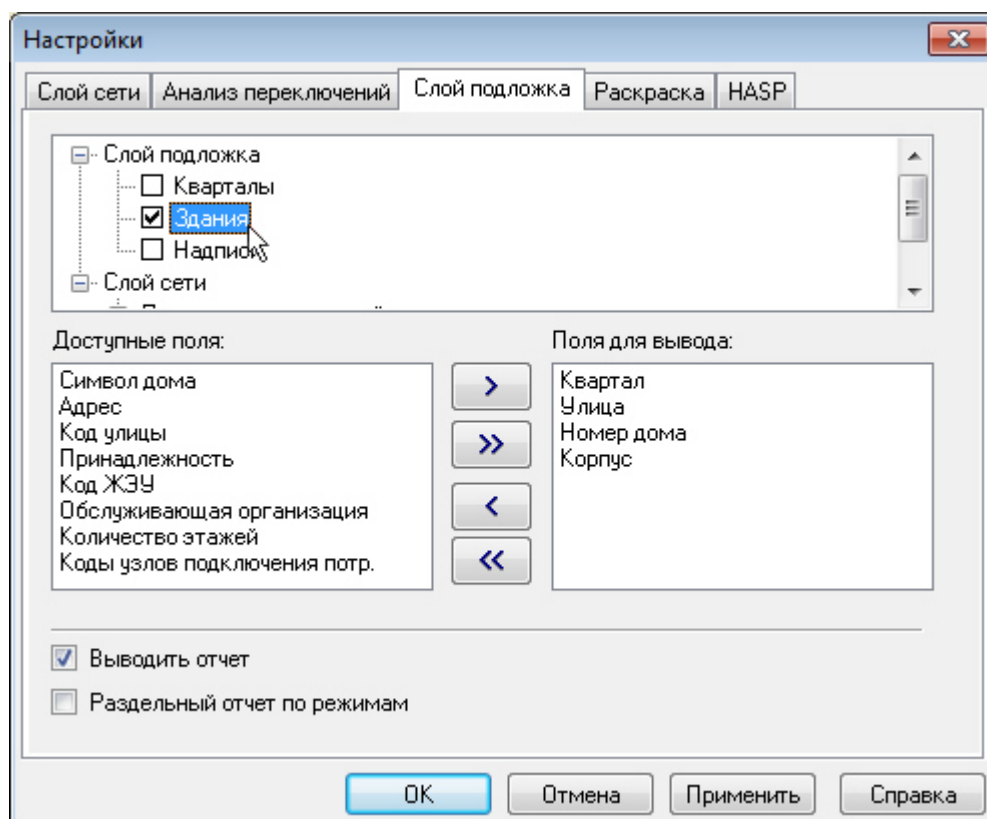 Настройки
Слой сети Анализ переключений Слой подложка Раскраска HASP
Слой подложка
Кварталы
Здания
Надписи
Слой сети
Доступные поля: Поля для вывода:
Символ дома
Адрес
Код улицы
Принадлежность
Код ЖЭУ
Обслуживающая организация
Количество этажей
Коды узлов подключения потр.
>
>>
<
<<
Квартал
Улица
Номер дома
Корпус
Выводить отчет
Раздельный отчет по режимам
OK Отмена Применить Справка